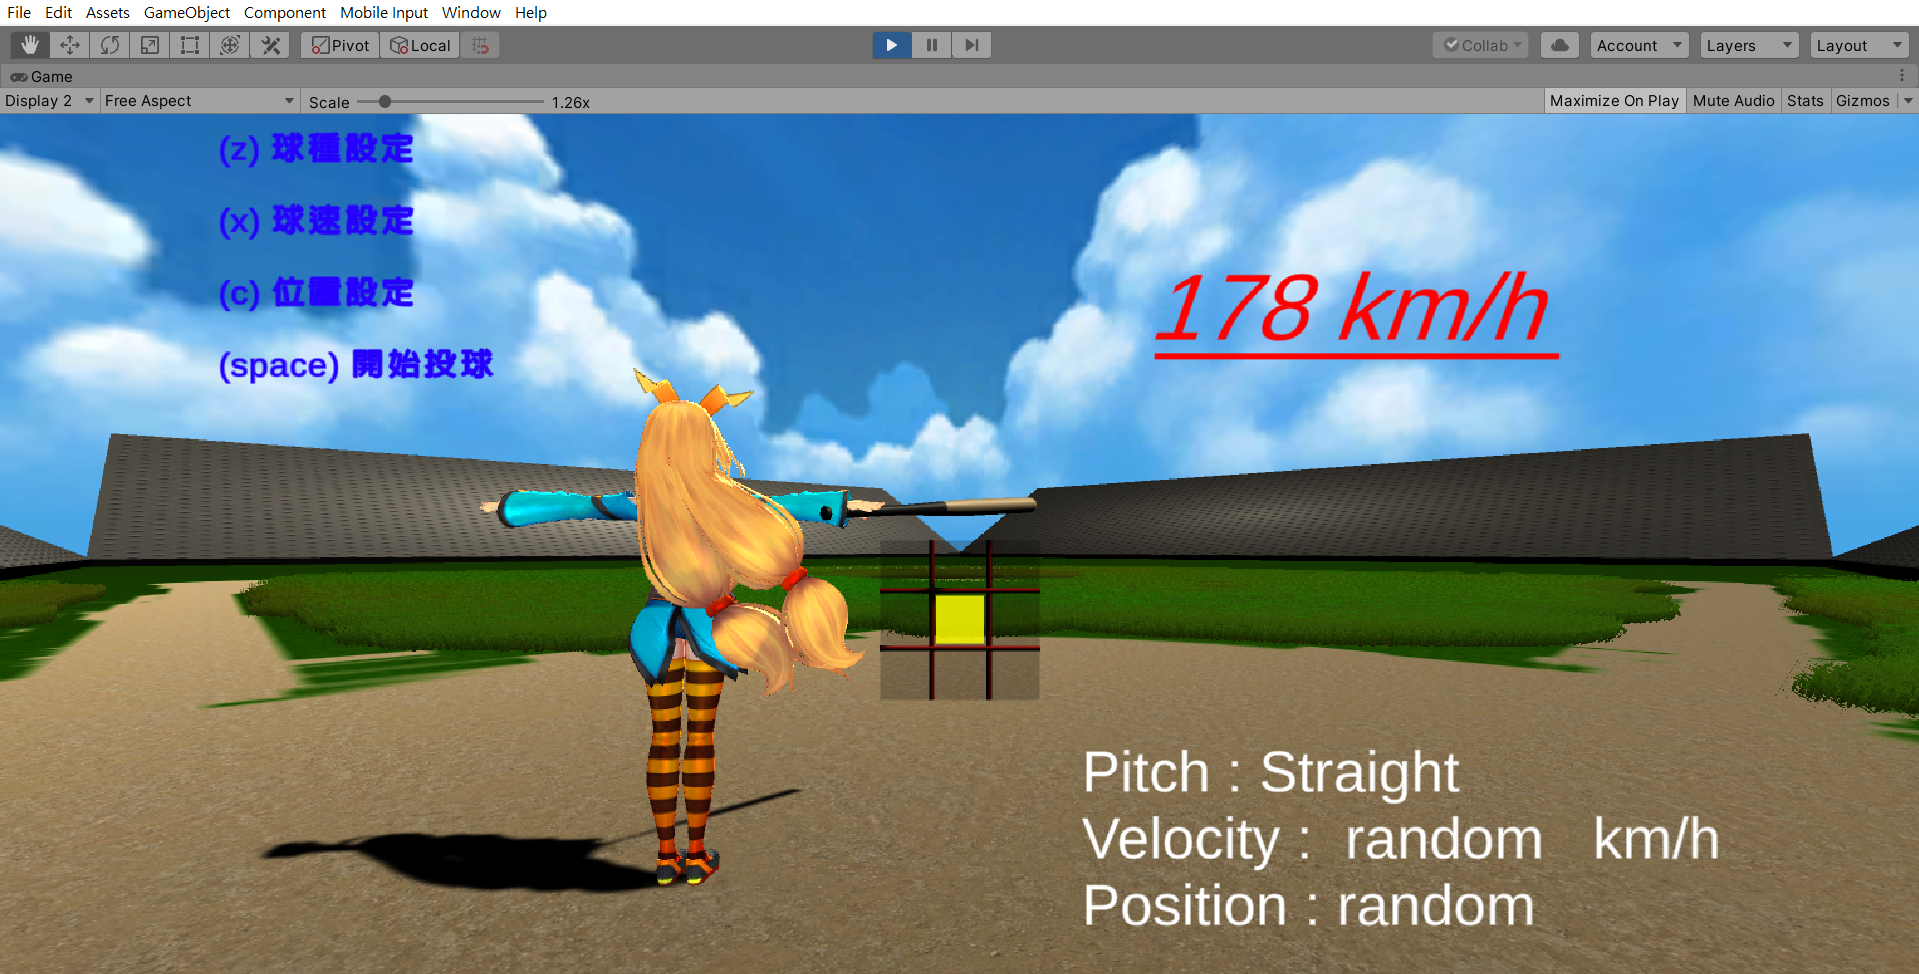 File Edit Assets GameObject Component Mobile Input Window Help
Pivot Local Collab Account Layers Layout
Game
Display 2 Free Aspect Scale 1.26x Maximize On Play Mute Audio Stats Gizmos
(z) 球種設定
(x) 球速設定
(c) 位置設定
(space) 開始投球
178 km/h
Pitch : Straight
Velocity : random km/h
Position : random